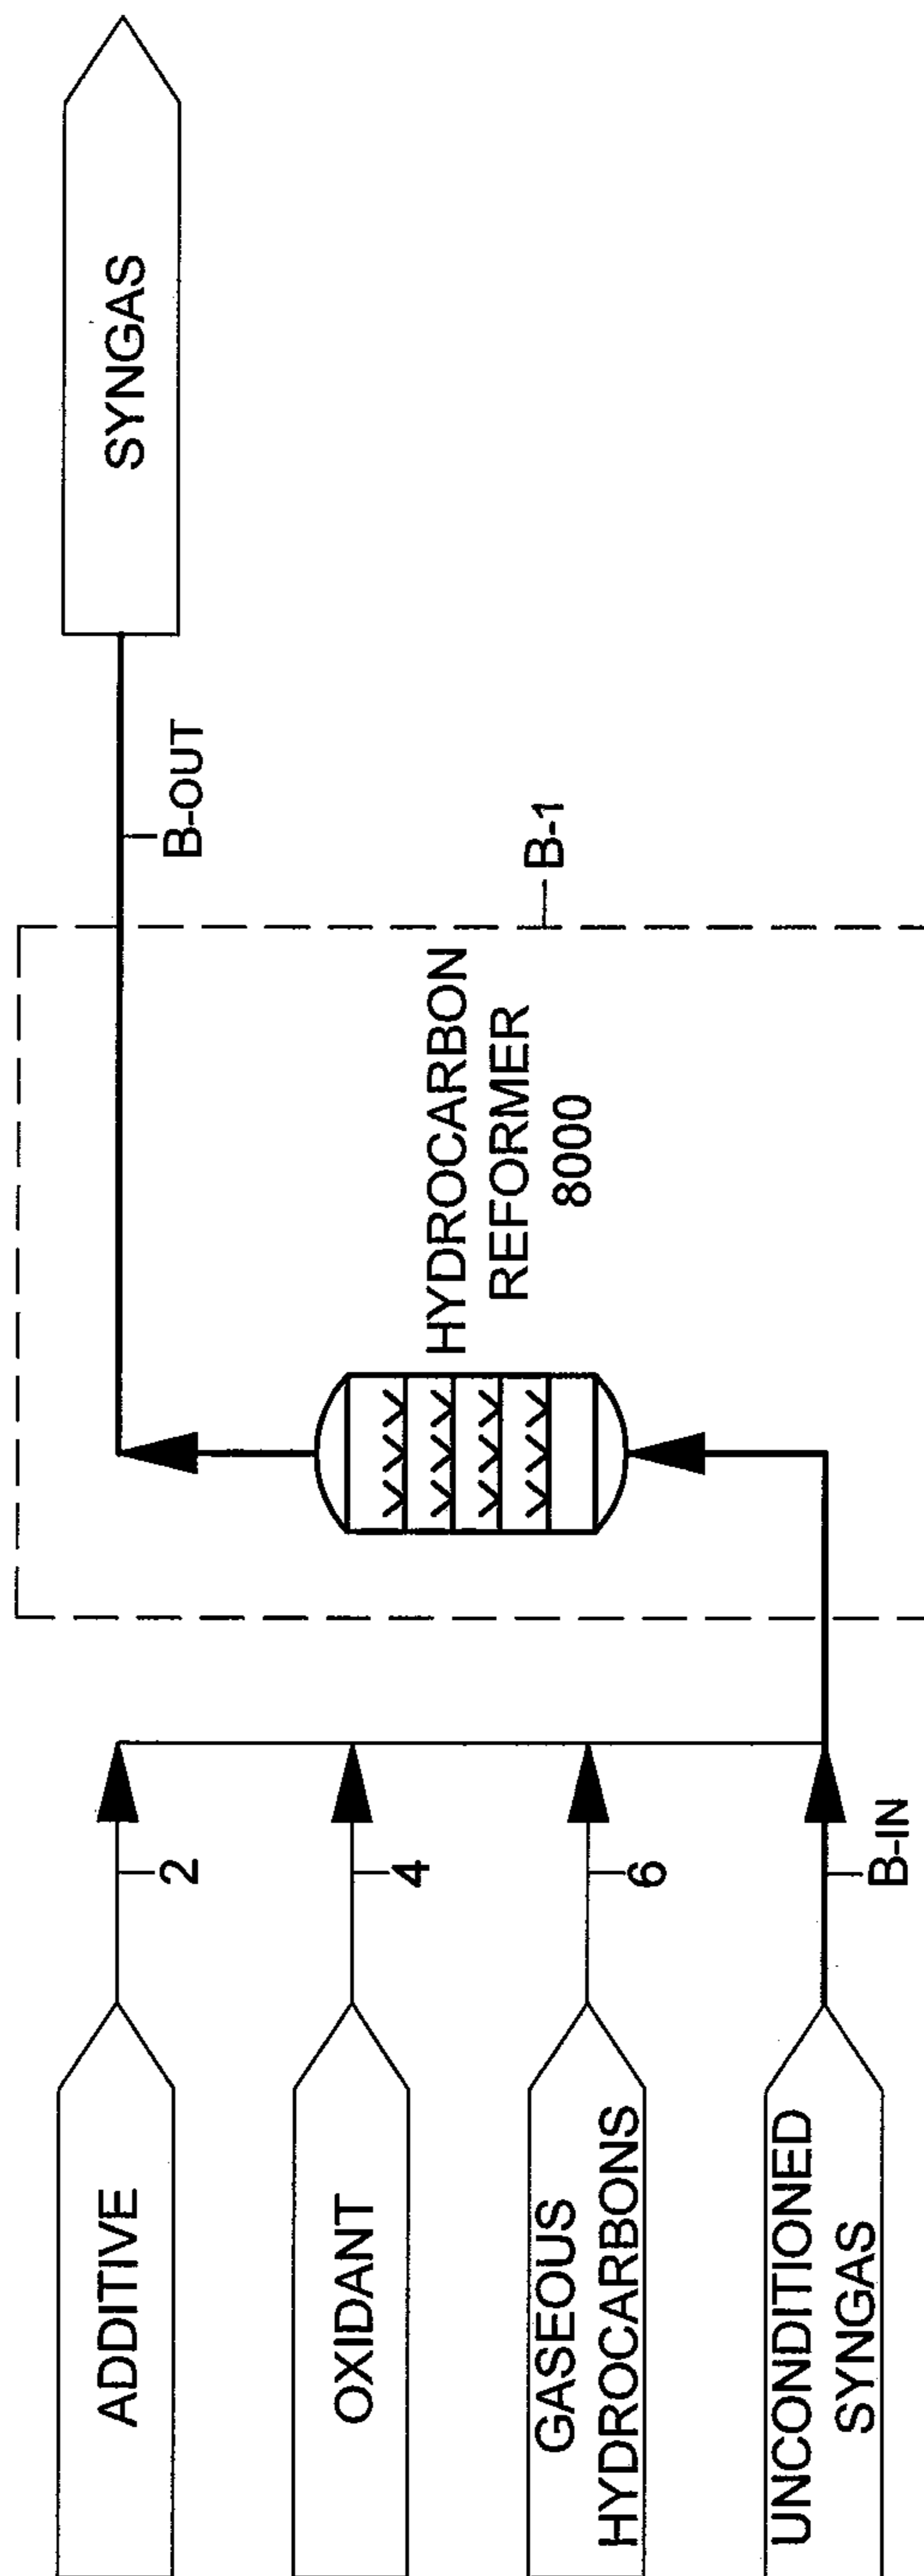 ADDITIVE
2
OXIDANT
4
GASEOUS
HYDROCARBONS
6
UNCONDITIONED
SYNGAS
B-IN
HYDROCARBON
REFORMER
8000
B-1
B-OUT
SYNGAS